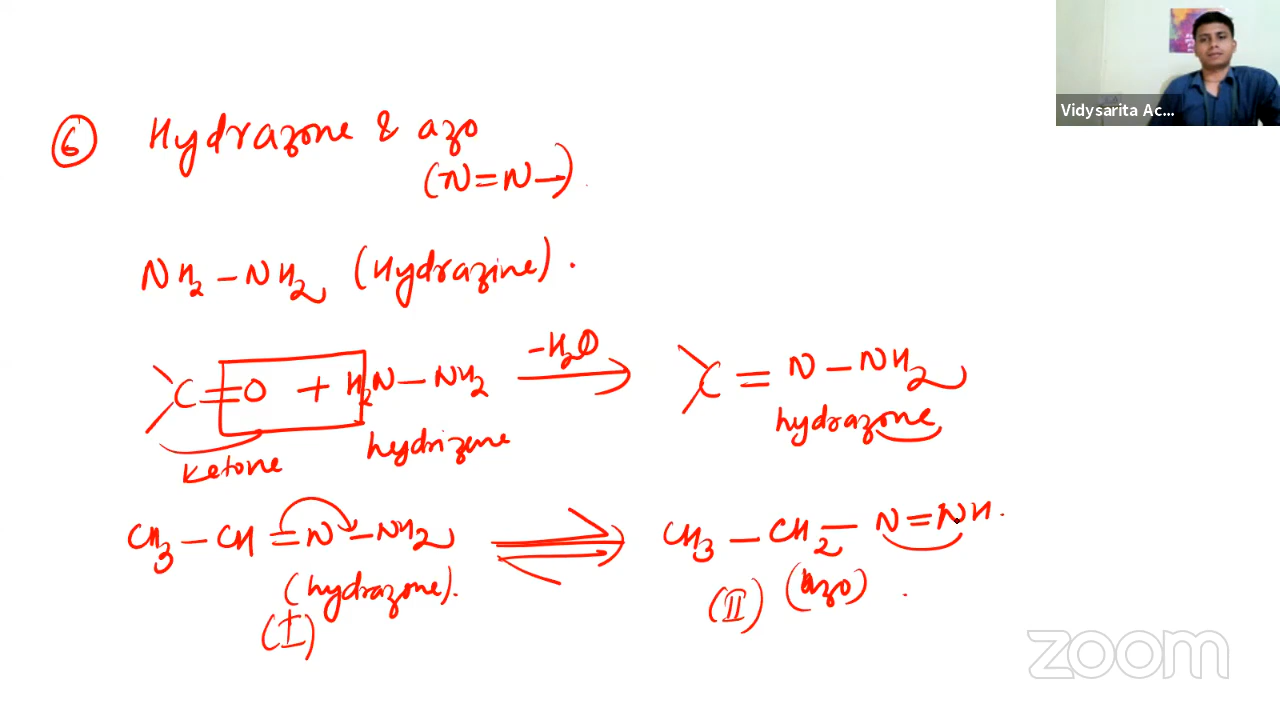 6 Hydrazone & azo
(N=N-)
NH2-NH2 (Hydrazine).
C=O + H2N-NH2 -H2O → C=N-NH2
ketone hydrizene hydrazone
CH3-CH=N-NH2 ⇌ CH3-CH2-N=NH.
(hydrazone). (azo)
(I) (II)
Vidysarita Ac...
zoom